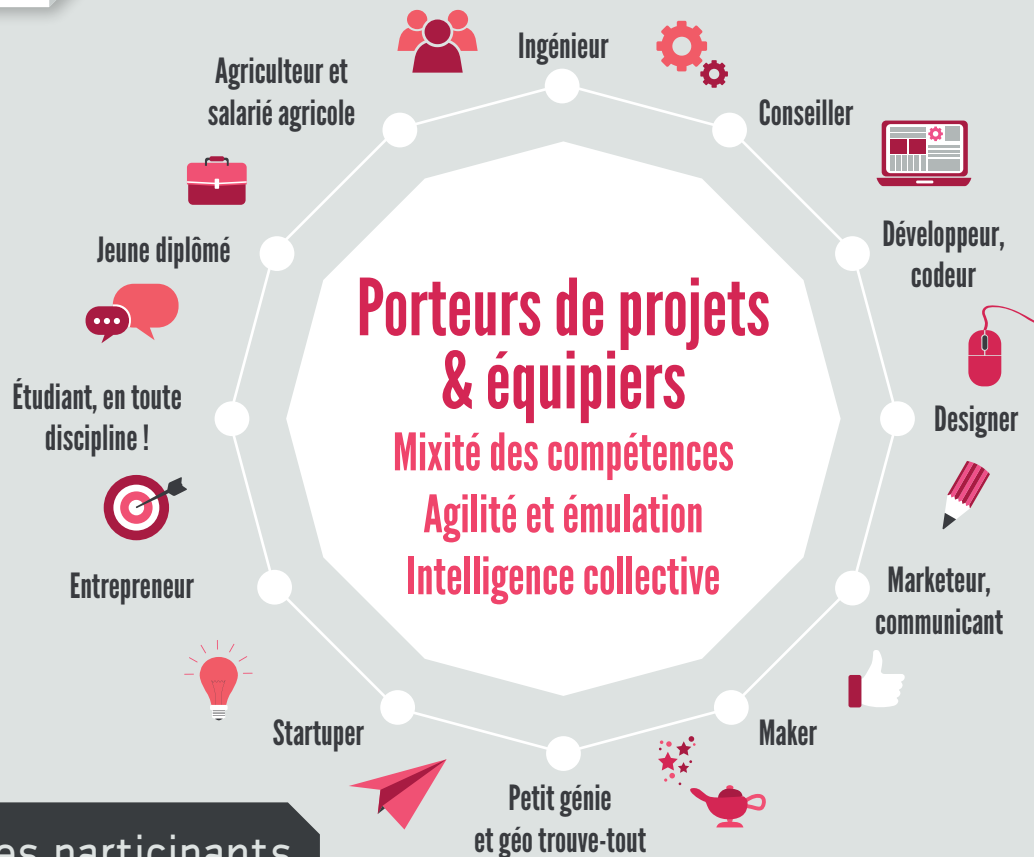 Ingénieur
Agriculteur et
salarié agricole
Conseiller
Jeune diplômé
Développeur,
codeur
Porteurs de projets
& équipiers
Mixité des compétences
Agilité et émulation
Intelligence collective
Étudiant, en toute
discipline !
Designer
Entrepreneur
Marketeur,
communicant
Startuper
Maker
Petit génie
et géo trouve-tout
es participants